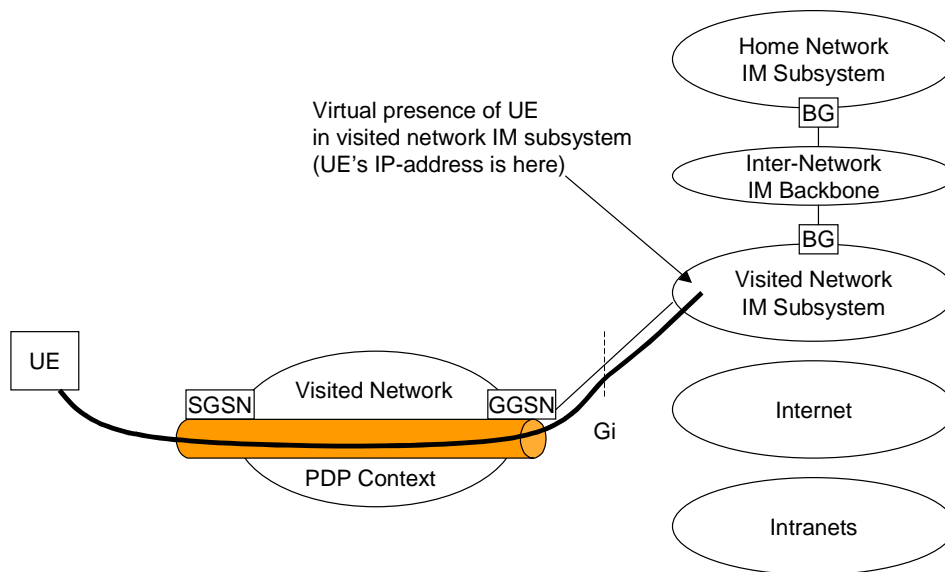 Home Network
IM Subsystem
BG
Virtual presence of UE
in visited network IM subsystem
(UE's IP-address is here)
Inter-Network
IM Backbone
BG
Visited Network
IM Subsystem
UE
SGSN
Visited Network
GGSN
Gi
PDP Context
Internet
Intranets